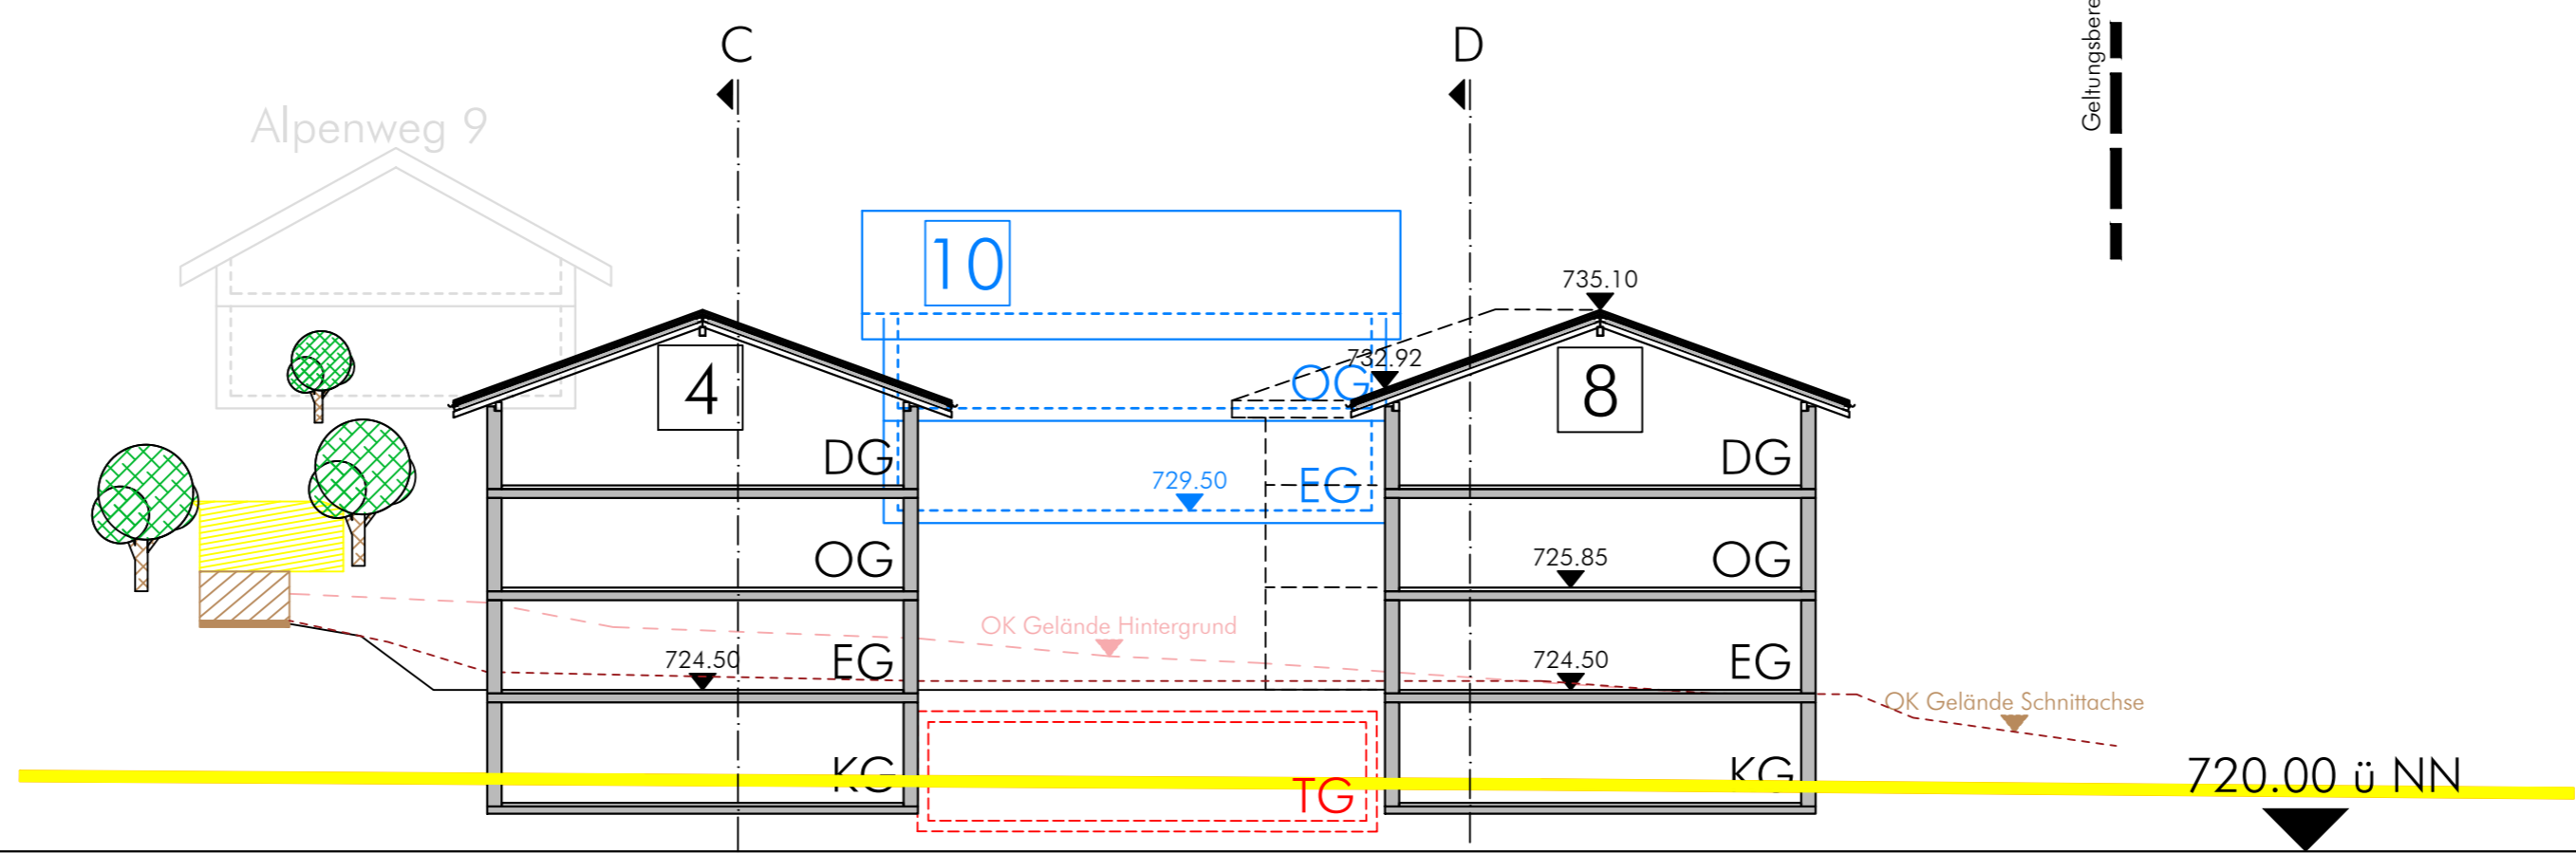 C
D
Geltungsbere
Alpenweg 9
10
735.10
732.92
4
OG
8
DG
729.50
EG
DG
OG
725.85
OG
OK Gelände Hintergrund
724.50
EG
724.50
EG
OK Gelände Schnittachse
KG
TG
KG
720.00 ü NN